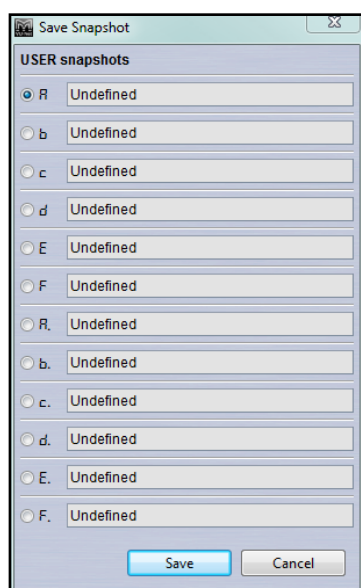 Save Snapshot
USER snapshots
A Undefined
b Undefined
c Undefined
d Undefined
E Undefined
F Undefined
A. Undefined
b. Undefined
c. Undefined
d. Undefined
E. Undefined
F. Undefined
Save Cancel